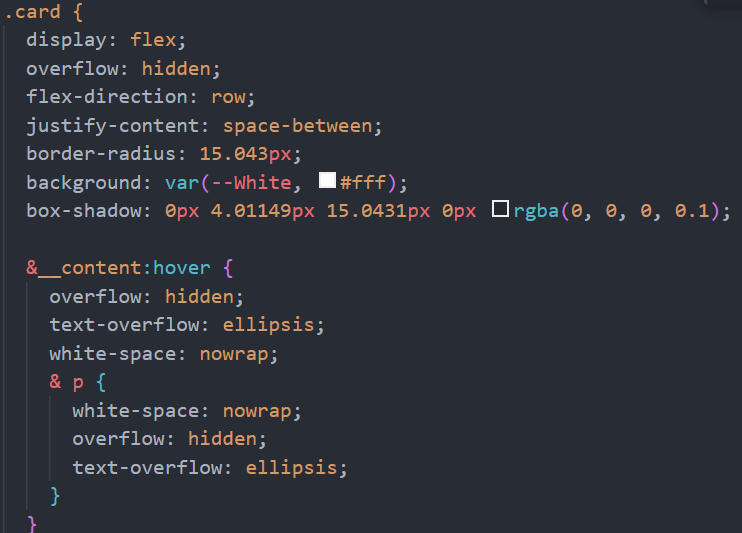 .card {
display: flex;
overflow: hidden;
flex-direction: row;
justify-content: space-between;
border-radius: 15.043px;
background: var(--White, #fff);
box-shadow: 0px 4.01149px 15.0431px 0px rgba(0, 0, 0, 0.1);
&__content:hover {
overflow: hidden;
text-overflow: ellipsis;
white-space: nowrap;
& p {
white-space: nowrap;
overflow: hidden;
text-overflow: ellipsis;
}
}